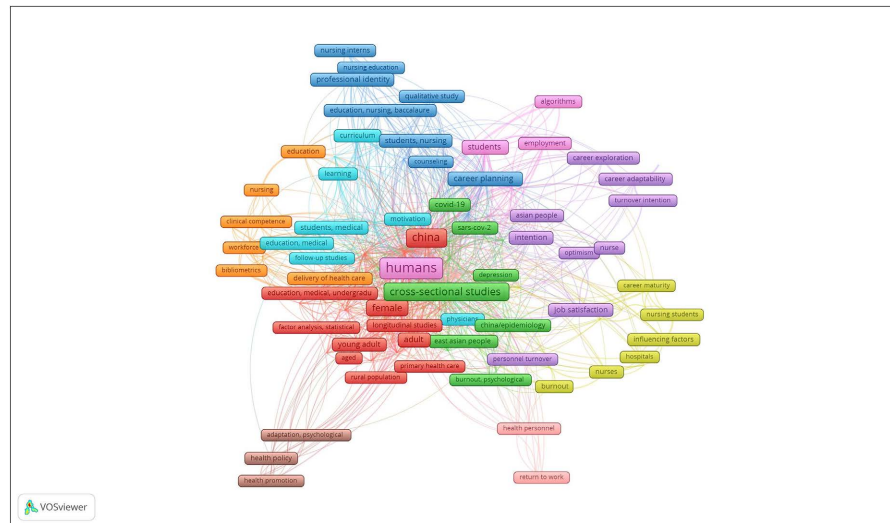 nursing interns
nursing education
professional identity
qualitative study
algorithms
education, nursing, baccalaure
curriculum
students, nursing
students
employment
education
counseling
career exploration
learning
career planning
career adaptability
nursing
turnover intention
covid-19
asian people
clinical competence
motivation
students, medical
sars-cov-2
china
intention
workforce
education, medical
nurse
optimism
follow-up studies
humans
bibliometrics
delivery of health care
depression
career maturity
education, medical, undergradu
cross-sectional studies
female
job satisfaction
nursing students
physicians
factor analysis, statistical
longitudinal studies
china/epidemiology
adult
east asian people
influencing factors
young adult
aged
personnel turnover
hospitals
primary health care
nurses
rural population
burnout, psychological
burnout
health personnel
adaptation, psychological
health policy
return to work
health promotion
VOSviewer